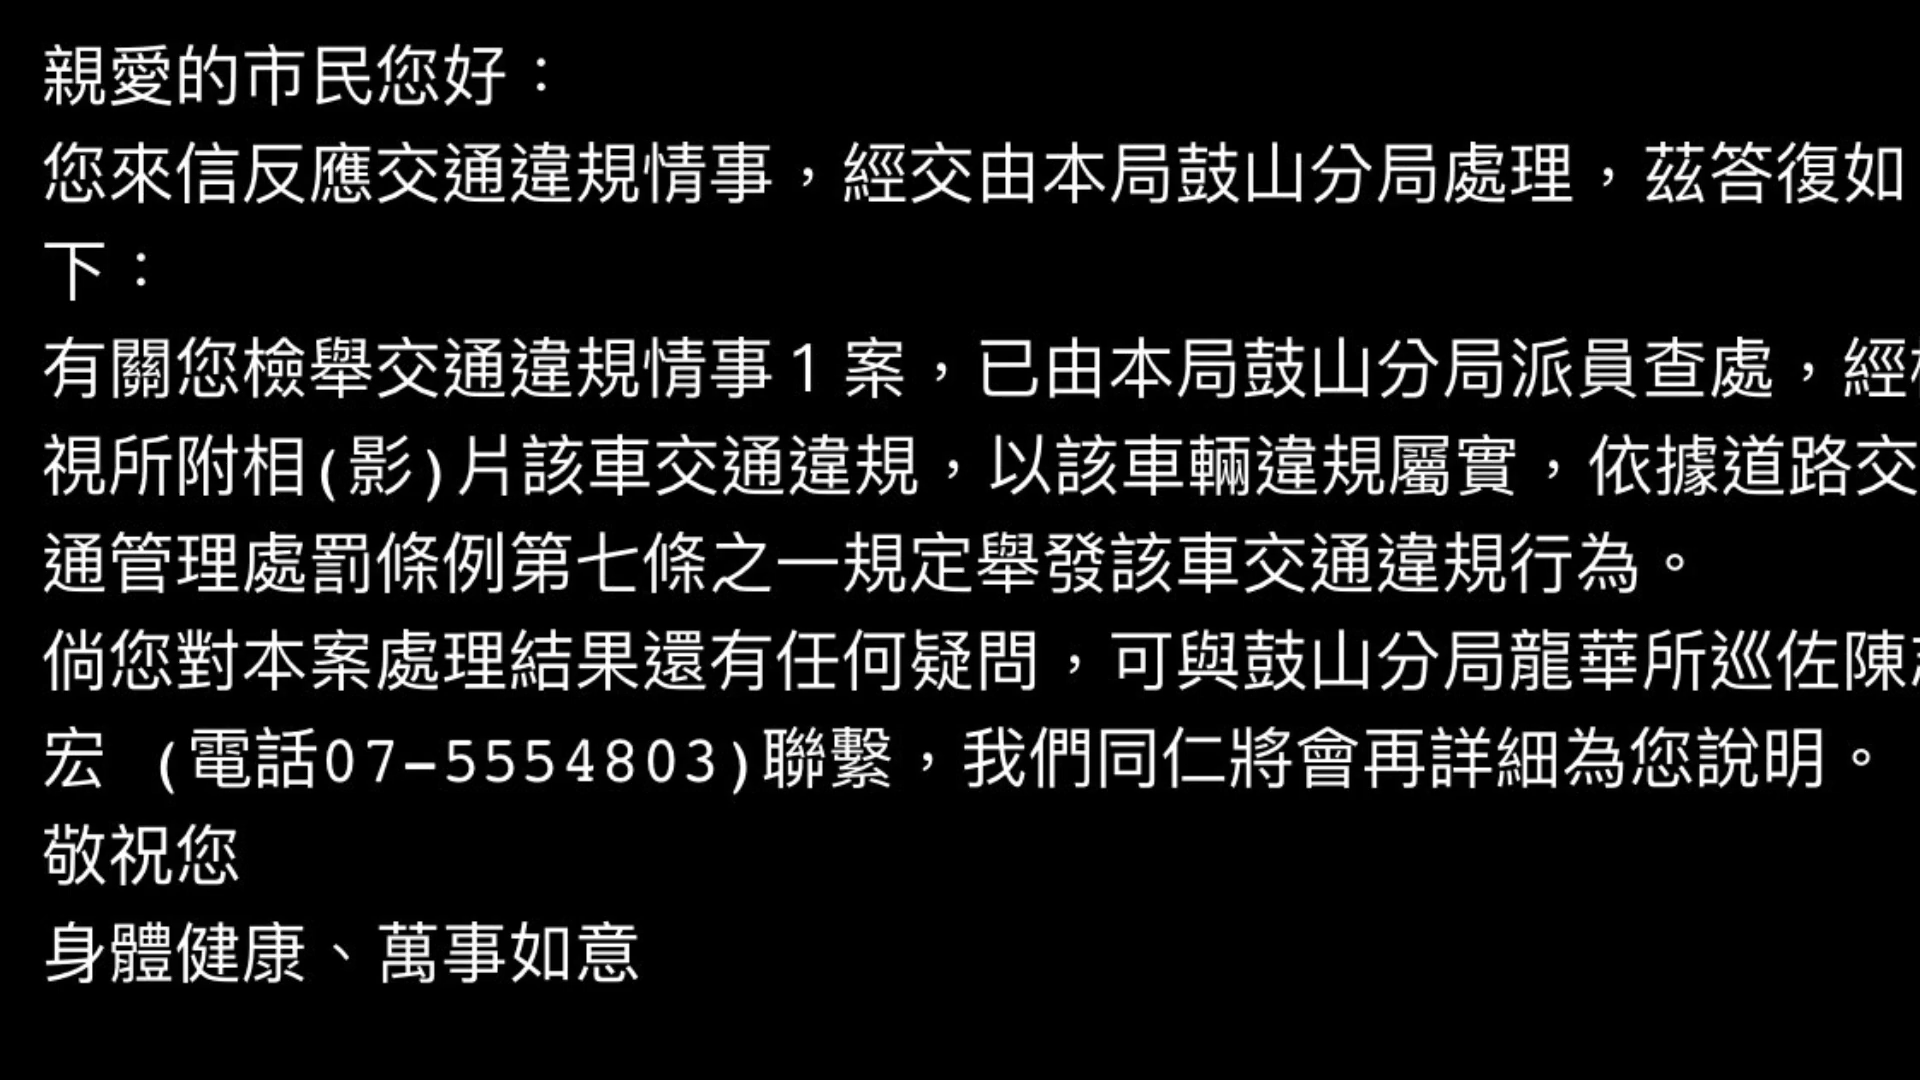 親愛的市民您好：
您來信反應交通違規情事，經交由本局鼓山分局處理，茲答復如
下：
有關您檢舉交通違規情事1案，已由本局鼓山分局派員查處，經
視所附相(影)片該車交通違規，以該車輛違規屬實，依據道路交
通管理處罰條例第七條之一規定舉發該車交通違規行為。
倘您對本案處理結果還有任何疑問，可與鼓山分局龍華所巡佐陳
宏 (電話07-5554803)聯繫，我們同仁將會再詳細為您說明。
敬祝您
身體健康、萬事如意